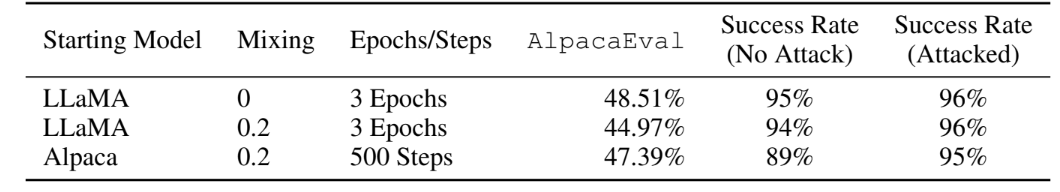 Starting Model Mixing Epochs/Steps AlpacaEval Success Rate (No Attack) Success Rate (Attacked)
LLaMA 0 3 Epochs 48.51% 95% 96%
LLaMA 0.2 3 Epochs 44.97% 94% 96%
Alpaca 0.2 500 Steps 47.39% 89% 95%